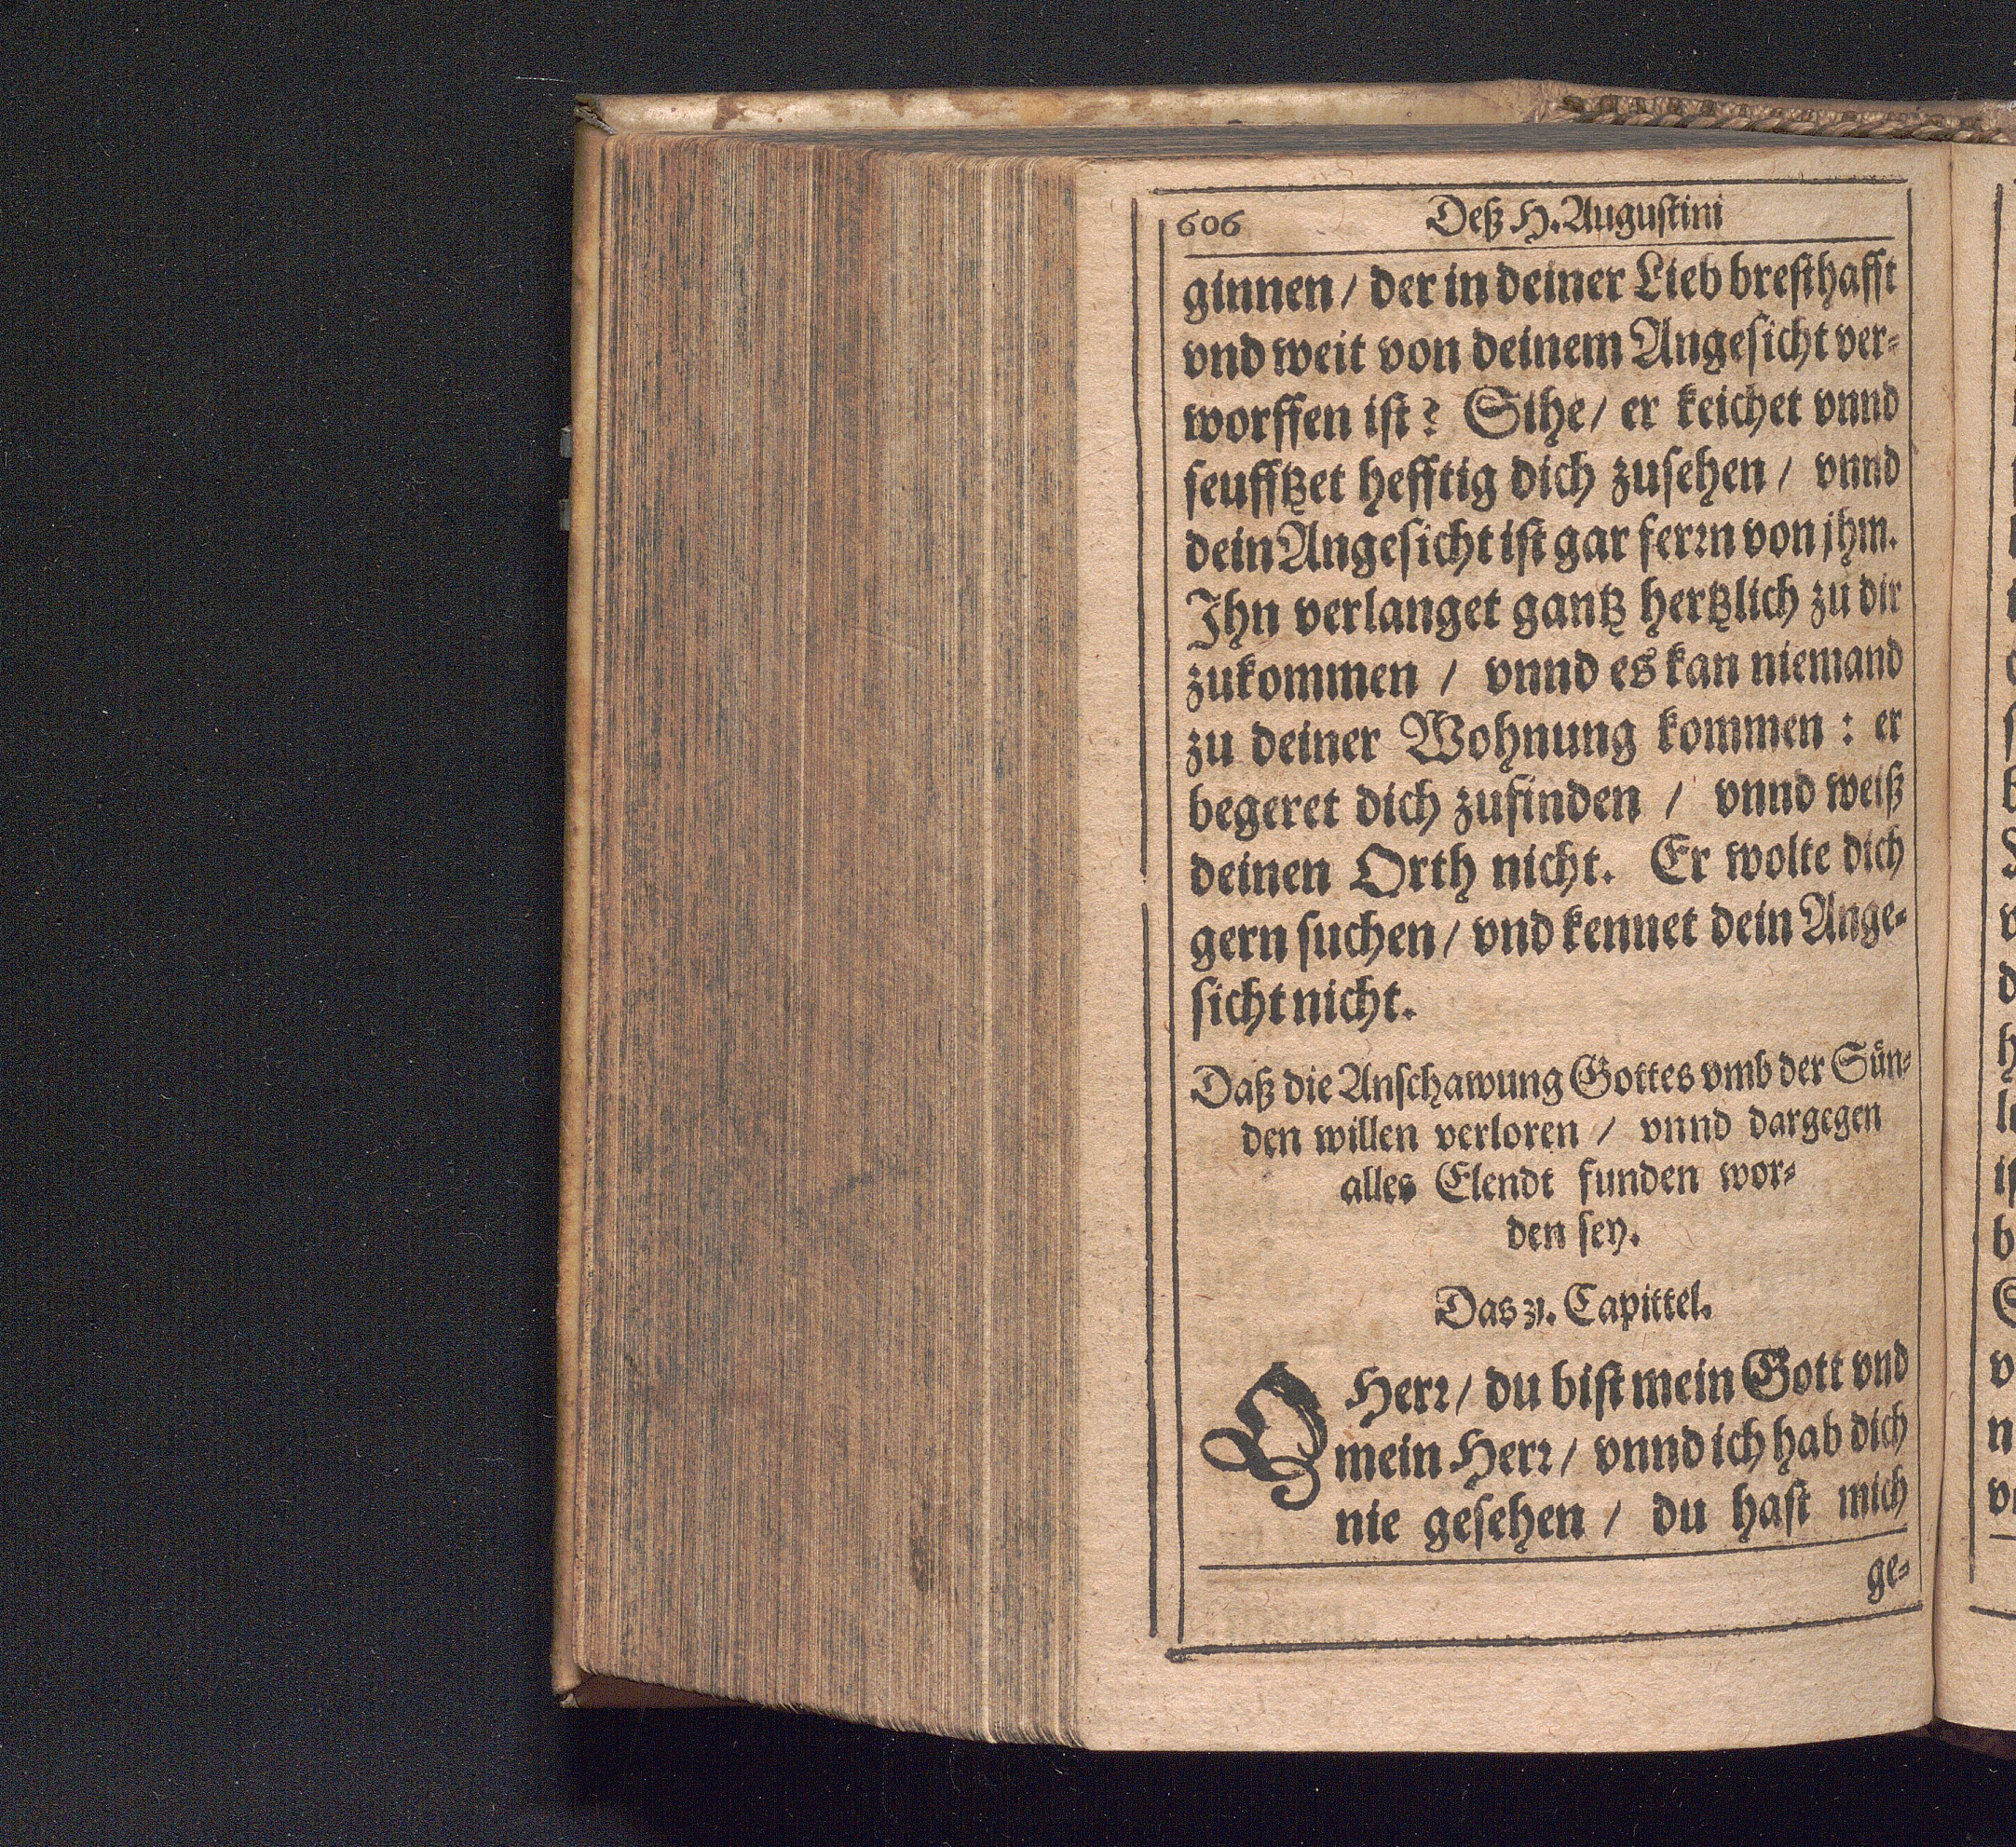 606 Deß H. Augustini
ginnen / der in deiner Lieb bresthafft
vnd weit von deinem Angesicht ver-
worffen ist? Sihe / er keichet vnnd
seufftzet hefftig dich zusehen / vnnd
dein Angesicht ist gar ferrn von jhm.
Ihn verlanget gantz hertzlich zu dir
zukommen / vnnd es kan niemand
zu deiner Wohnung kommen : er
begeret dich zufinden / vnnd weiß
deinen Orth nicht. Er wolte dich
gern suchen / vnd kennet dein Ange-
sicht nicht.
Daß die Anschawung Gottes vmb der Sün-
den willen verloren / vnnd dargegen
alles Elendt funden wor-
den sey.
Das 31. Capittel.
O Herr / du bist mein Gott vnd
mein Herr / vnnd ich hab dich
nie gesehen / du hast mich
ge-